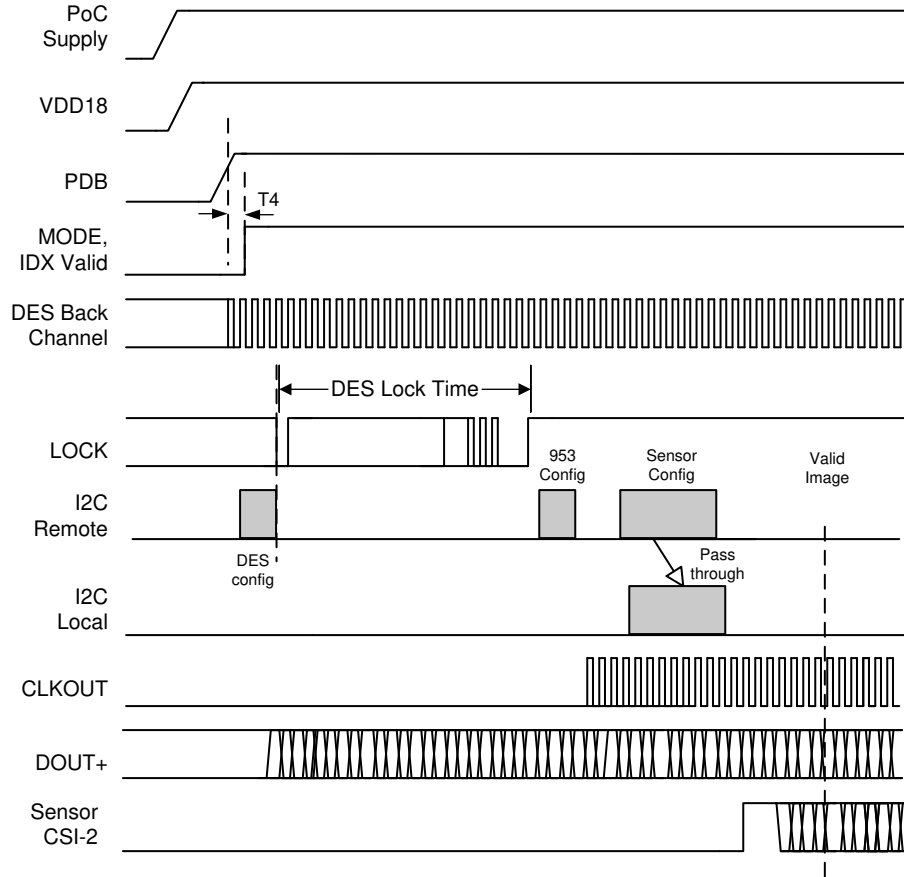 PoC
Supply
VDD18
PDB
T4
MODE,
IDX Valid
DES Back
Channel
DES Lock Time
LOCK
953
Config
Sensor
Config
Valid
Image
I2C
Remote
DES
config
Pass
through
I2C
Local
CLKOUT
DOUT+
Sensor
CSI-2